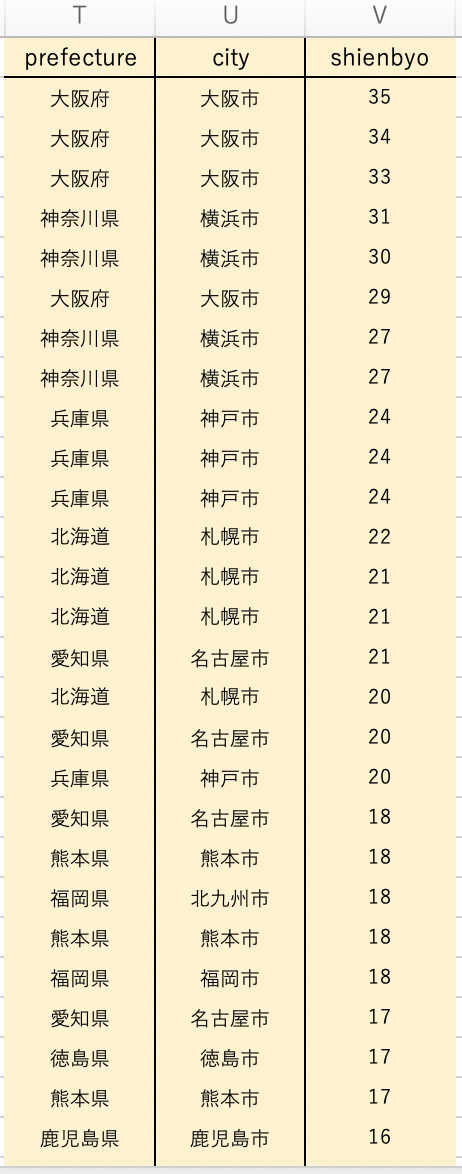 T U V
prefecture city shienbyo
大阪府 大阪市 35
大阪府 大阪市 34
大阪府 大阪市 33
神奈川県 横浜市 31
神奈川県 横浜市 30
大阪府 大阪市 29
神奈川県 横浜市 27
神奈川県 横浜市 27
兵庫県 神戸市 24
兵庫県 神戸市 24
兵庫県 神戸市 24
北海道 札幌市 22
北海道 札幌市 21
北海道 札幌市 21
愛知県 名古屋市 21
北海道 札幌市 20
愛知県 名古屋市 20
兵庫県 神戸市 20
愛知県 名古屋市 18
熊本県 熊本市 18
福岡県 北九州市 18
熊本県 熊本市 18
福岡県 福岡市 18
愛知県 名古屋市 17
徳島県 徳島市 17
熊本県 熊本市 17
鹿児島県 鹿児島市 16